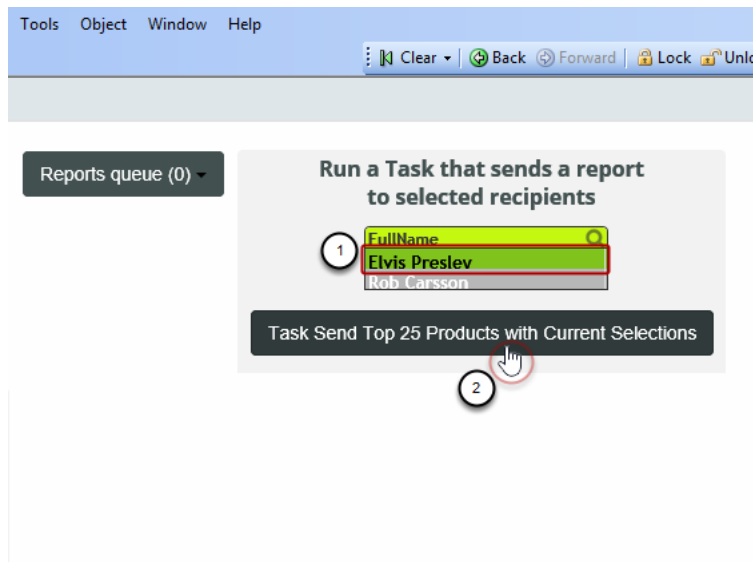 Tools Object Window Help
Clear Back Forward Lock Unlo
Reports queue (0)
Run a Task that sends a report
to selected recipients
1
FullName
Elvis Presley
Rob Carsson
Task Send Top 25 Products with Current Selections
2